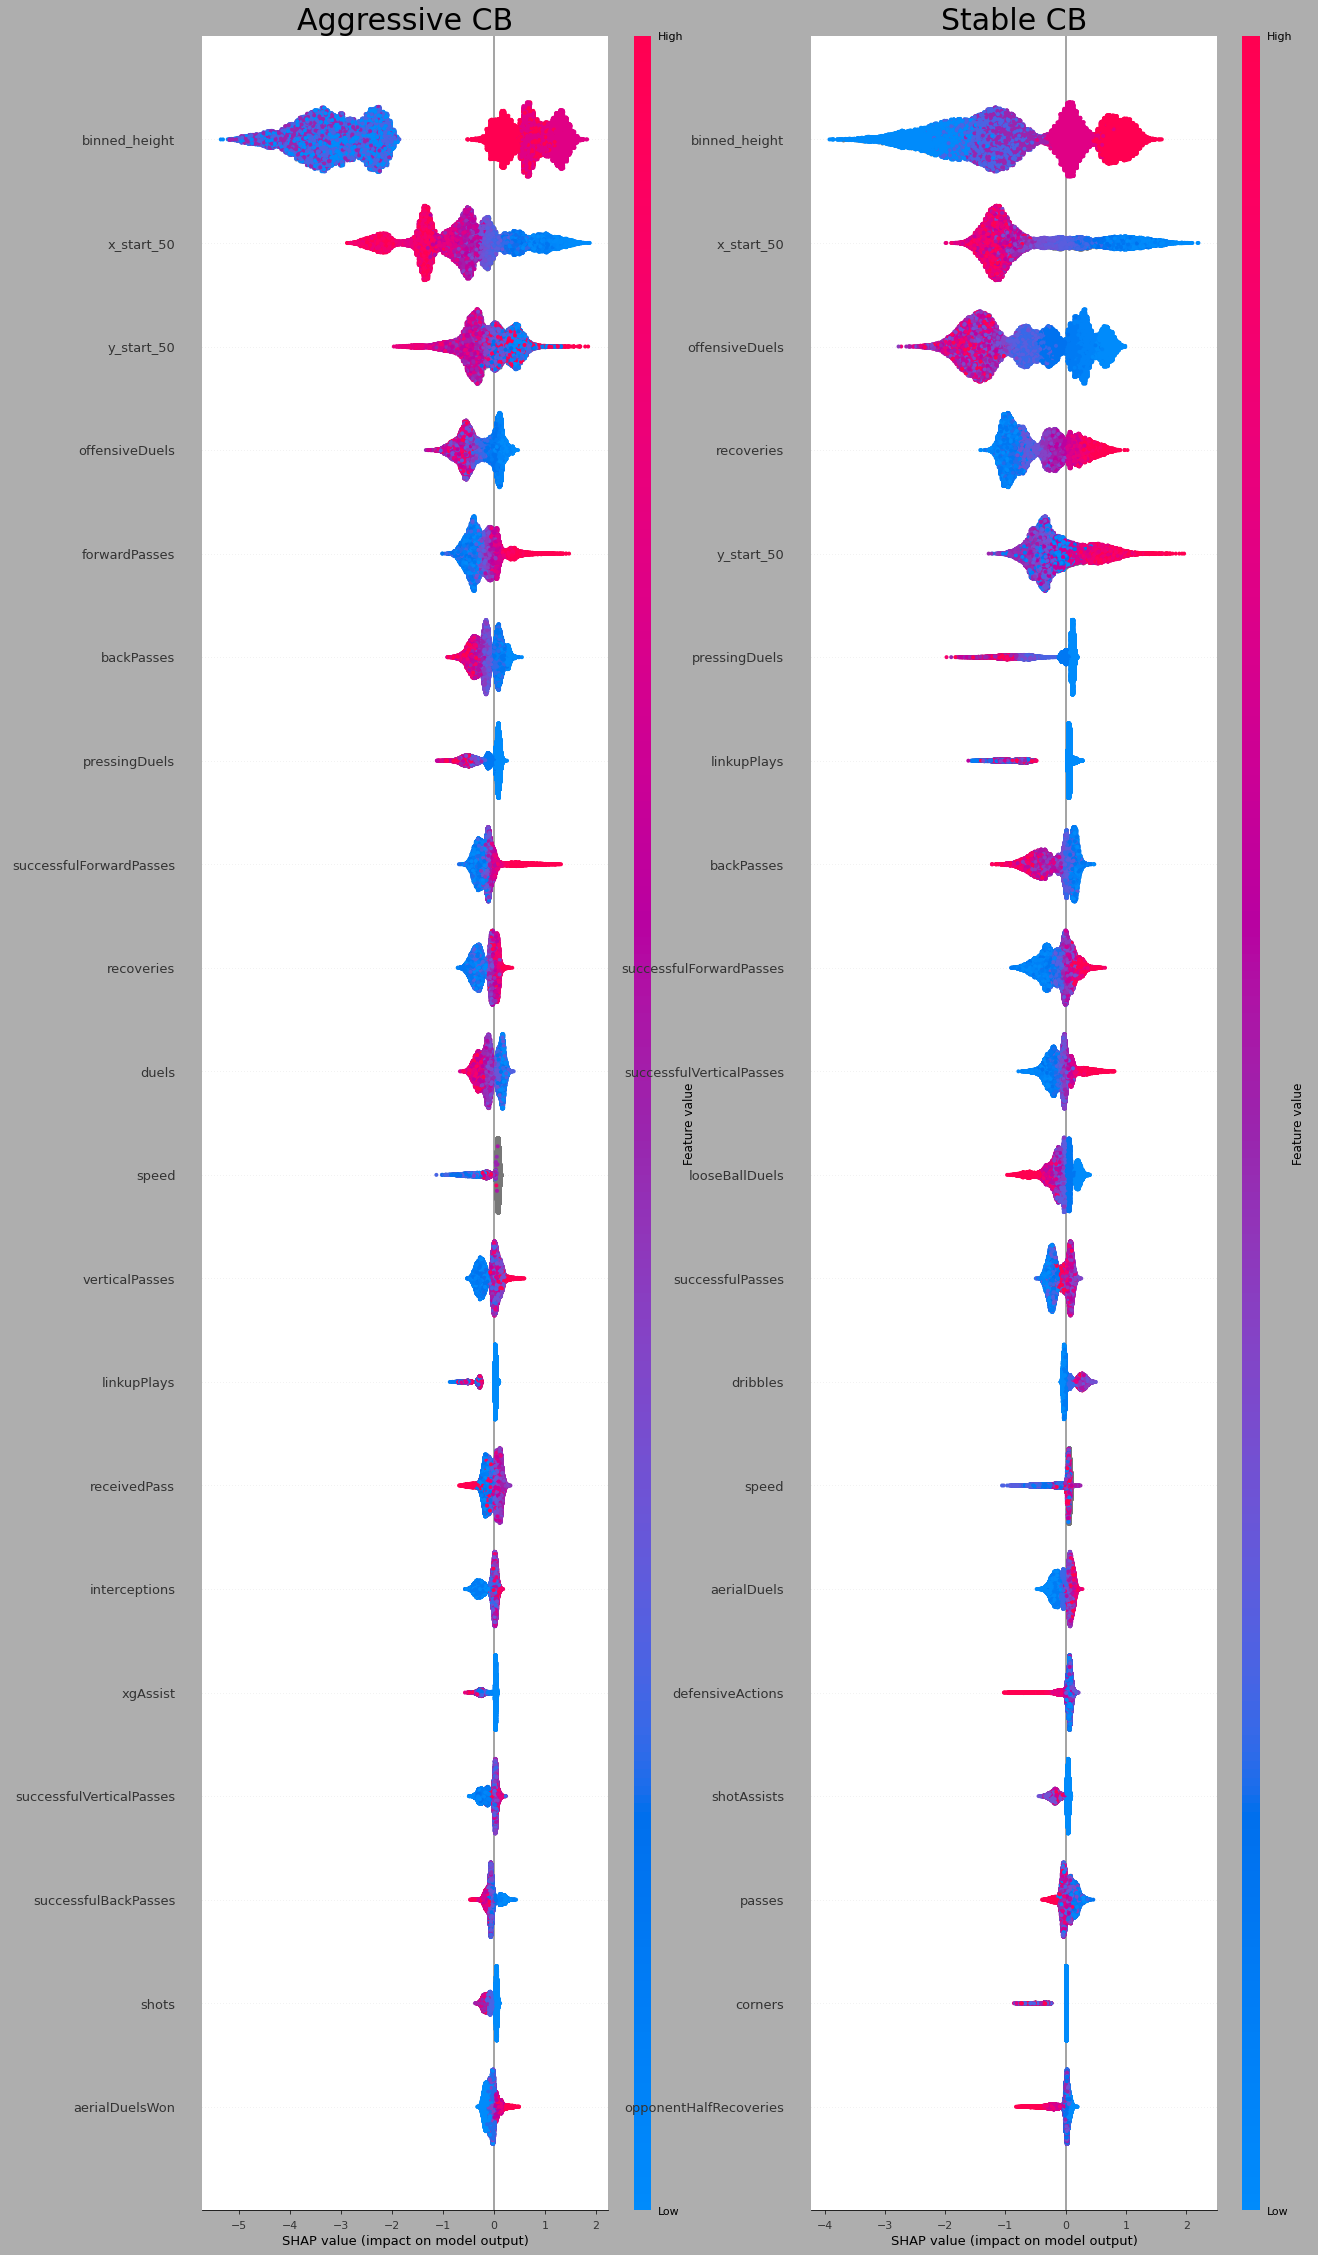 Aggressive CB
High
binned_height
x_start_50
y_start_50
offensiveDuels
forwardPasses
backPasses
pressingDuels
successfulForwardPasses
recoveries
duels
speed
verticalPasses
linkupPlays
receivedPass
interceptions
xgAssist
successfulVerticalPasses
successfulBackPasses
shots
aerialDuelsWon
Feature value
Low
−5 −4 −3 −2 −1 0 1 2
SHAP value (impact on model output)
Stable CB
High
binned_height
x_start_50
offensiveDuels
recoveries
y_start_50
pressingDuels
linkupPlays
backPasses
successfulForwardPasses
successfulVerticalPasses
looseBallDuels
successfulPasses
dribbles
speed
aerialDuels
defensiveActions
shotAssists
passes
corners
opponentHalfRecoveries
Feature value
Low
−4 −3 −2 −1 0 1 2
SHAP value (impact on model output)